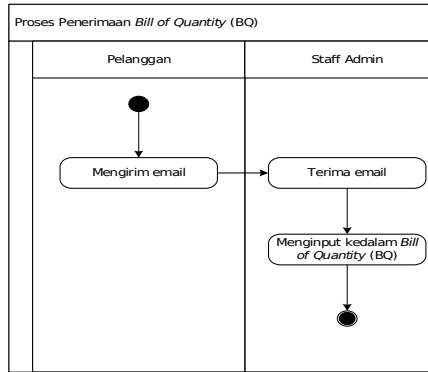 Proses Penerimaan Bill of Quantity (BQ)
Pelanggan
Staff Admin
Mengirim email
Terima email
Menginput kedalam Bill
of Quantity (BQ)